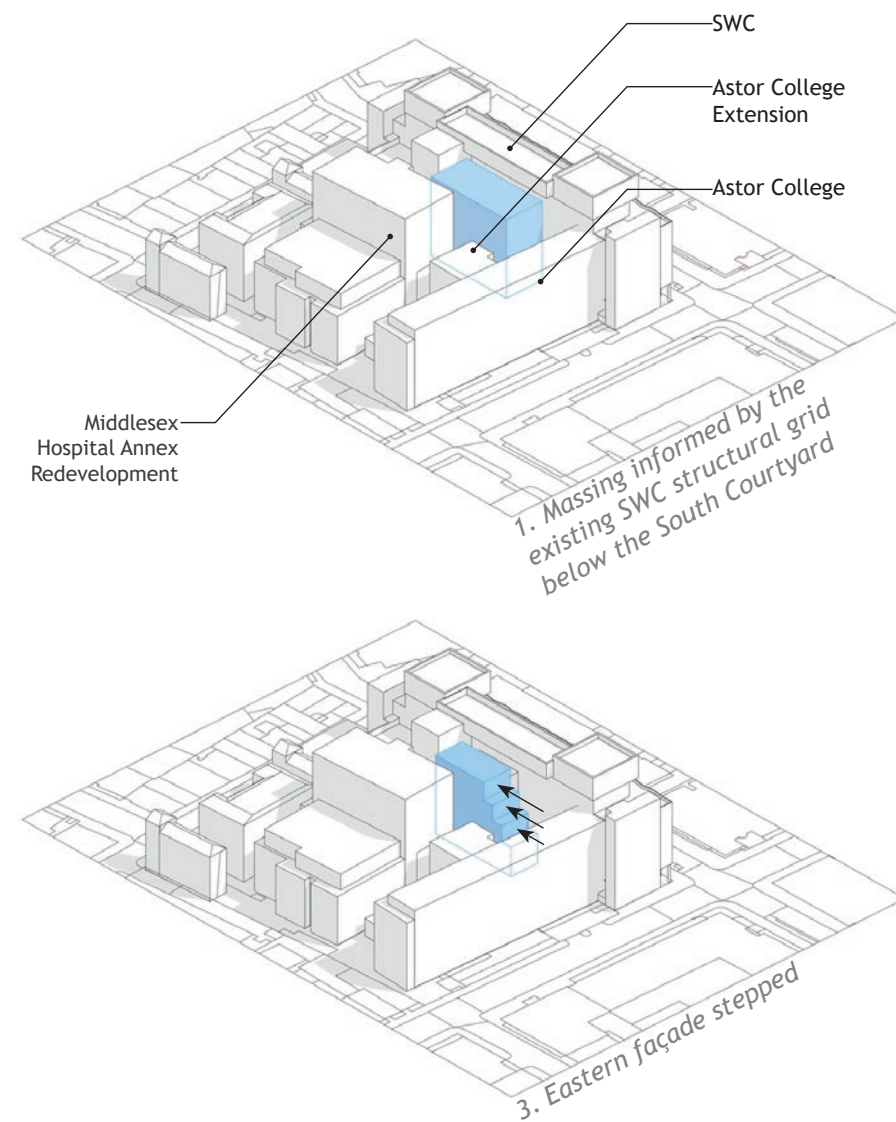 SWC
Astor College
Extension
Astor College
Middlesex
Hospital Annex
Redevelopment
1. Massing informed by the
existing SWC structural grid
below the South Courtyard
3. Eastern façade stepped